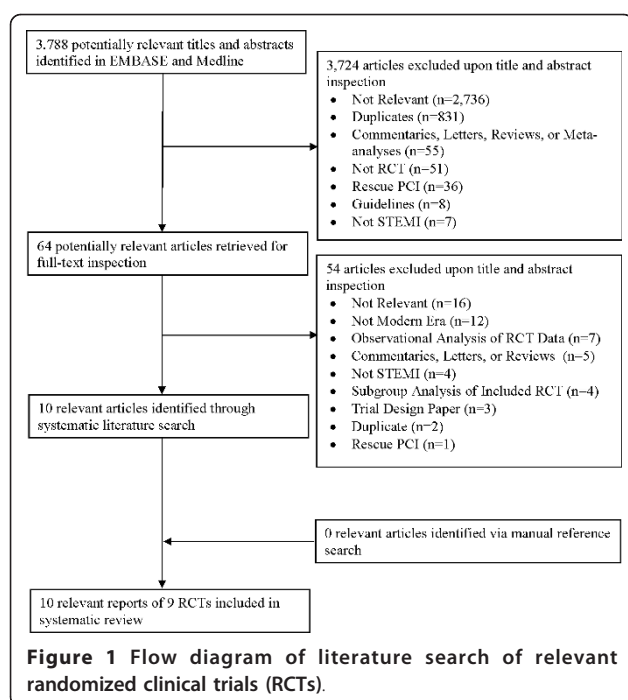 3,788 potentially relevant titles and abstracts
identified in EMBASE and Medline
3,724 articles excluded upon title and abstract
inspection
• Not Relevant (n=2,736)
• Duplicates (n=831)
• Commentaries, Letters, Reviews, or Meta-
analyses (n=55)
• Not RCT (n=51)
• Rescue PCI (n=36)
• Guidelines (n=8)
• Not STEMI (n=7)
64 potentially relevant articles retrieved for
full-text inspection
54 articles excluded upon title and abstract
inspection
• Not Relevant (n=16)
• Not Modern Era (n=12)
• Observational Analysis of RCT Data (n=7)
• Commentaries, Letters, or Reviews (n=5)
• Not STEMI (n=4)
• Subgroup Analysis of Included RCT (n=4)
• Trial Design Paper (n=3)
• Duplicate (n=2)
• Rescue PCI (n=1)
10 relevant articles identified through
systematic literature search
0 relevant articles identified via manual reference
search
10 relevant reports of 9 RCTs included in
systematic review
Figure 1 Flow diagram of literature search of relevant
randomized clinical trials (RCTs).